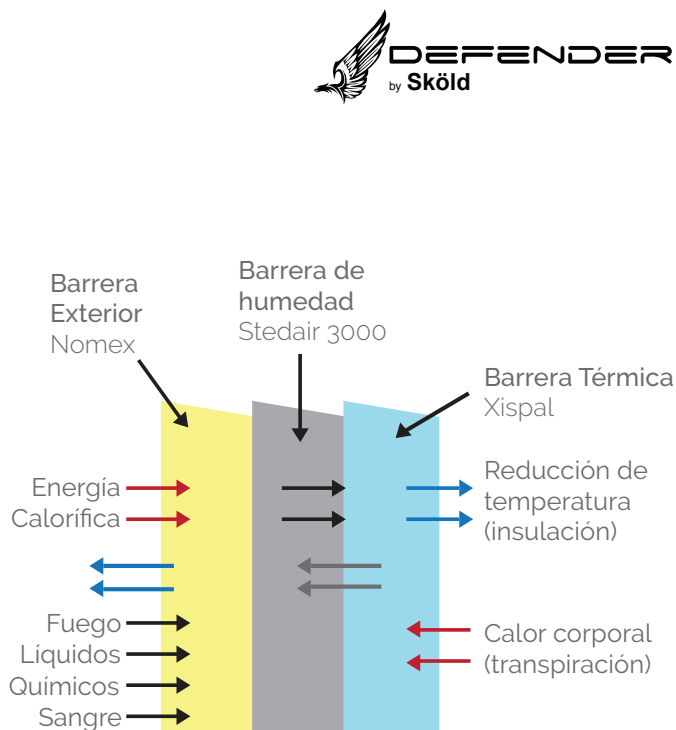 DEFENDER
by Sköld
Barrera
Exterior
Nomex
Barrera de
humedad
Stedair 3000
Barrera Térmica
Xispal
Energía
Calorífica
Reducción de
temperatura
(insulación)
Fuego
Líquidos
Químicos
Sangre
Calor corporal
(transpiración)